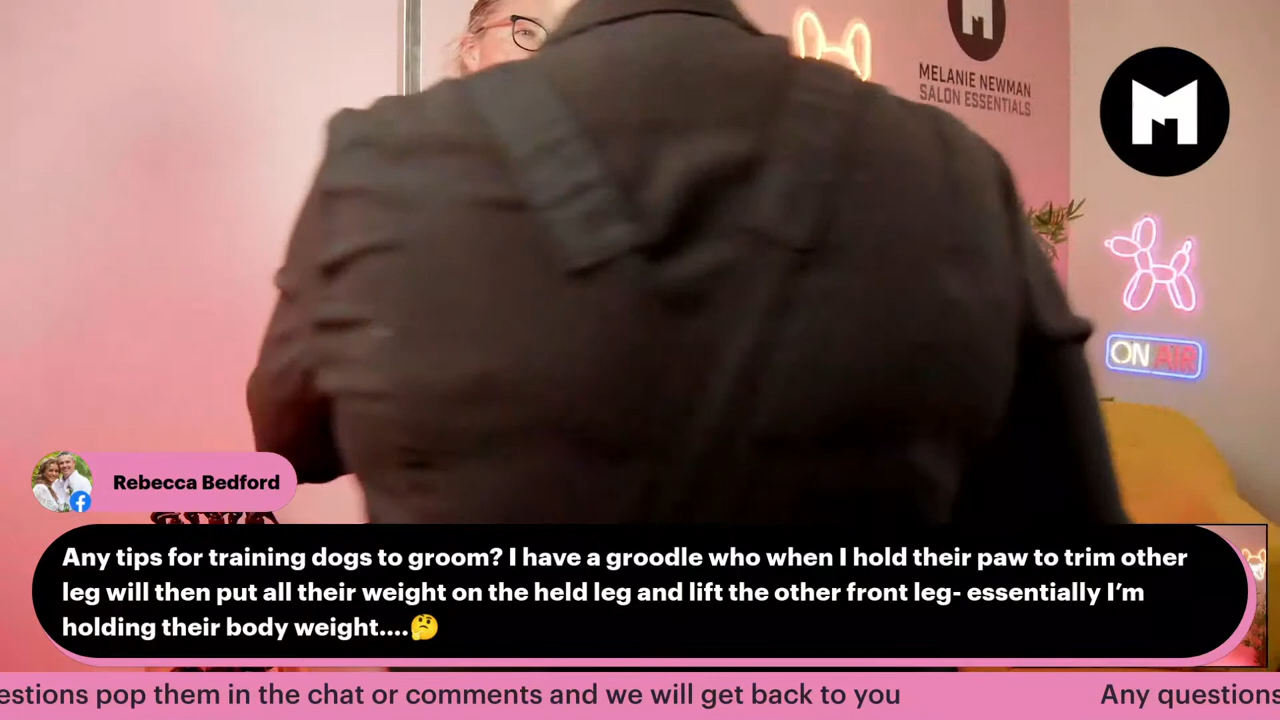 MELANIE NEWMAN
SALON ESSENTIALS
M
ON AIR
Rebecca Bedford
Any tips for training dogs to groom? I have a groodle who when I hold their paw to trim other
leg will then put all their weight on the held leg and lift the other front leg- essentially I’m
holding their body weight....🤔
estions pop them in the chat or comments and we will get back to you
Any questions